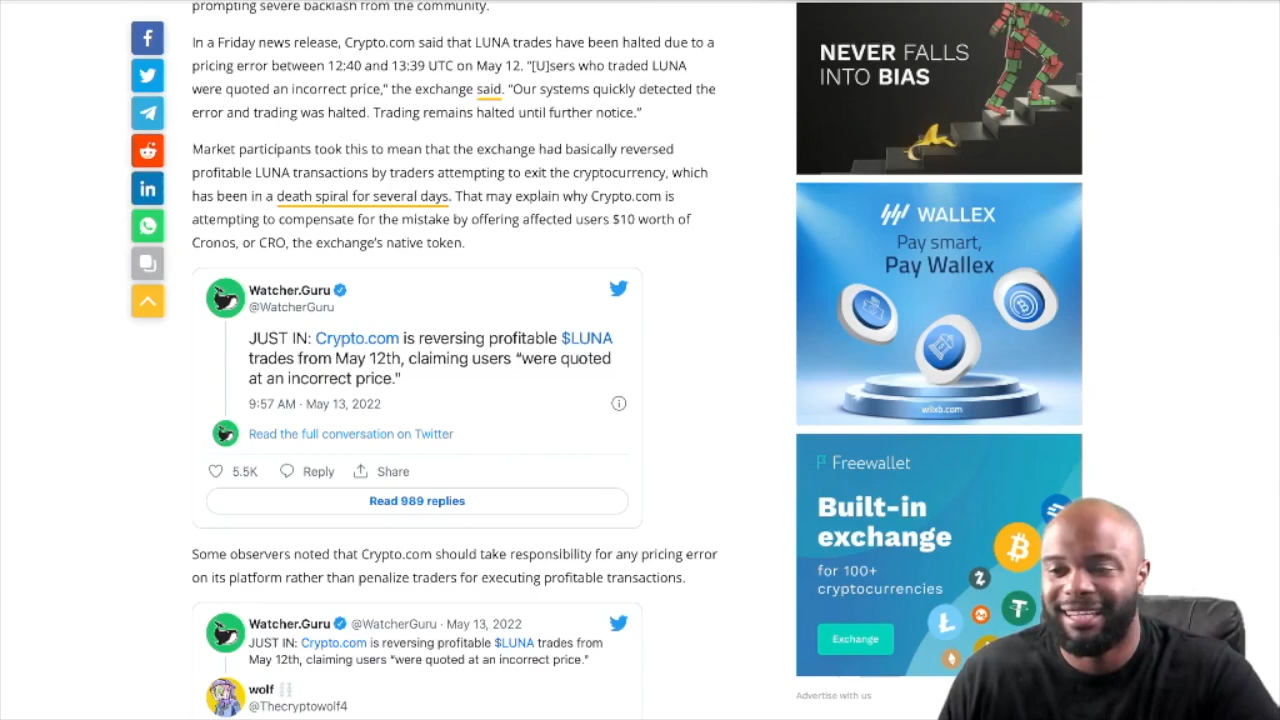 prompting severe backlash from the community.
In a Friday news release, Crypto.com said that LUNA trades have been halted due to a
pricing error between 12:40 and 13:39 UTC on May 12. "[U]sers who traded LUNA
were quoted an incorrect price," the exchange said. "Our systems quickly detected the
error and trading was halted. Trading remains halted until further notice."
Market participants took this to mean that the exchange had basically reversed
profitable LUNA transactions by traders attempting to exit the cryptocurrency, which
has been in a death spiral for several days. That may explain why Crypto.com is
attempting to compensate for the mistake by offering affected users $10 worth of
Cronos, or CRO, the exchange's native token.
Watcher.Guru
@WatcherGuru
JUST IN: Crypto.com is reversing profitable $LUNA
trades from May 12th, claiming users “were quoted
at an incorrect price."
9:57 AM · May 13, 2022
Read the full conversation on Twitter
5.5K Reply Share
Read 989 replies
Some observers noted that Crypto.com should take responsibility for any pricing error
on its platform rather than penalize traders for executing profitable transactions.
Watcher.Guru @WatcherGuru · May 13, 2022
JUST IN: Crypto.com is reversing profitable $LUNA trades from
May 12th, claiming users “were quoted at an incorrect price."
wolf
@Thecryptowolf4
NEVER FALLS
INTO BIAS
WALLEX
Pay smart,
Pay Wallex
wllxb.com
Freewallet
Built-in
exchange
for 100+
cryptocurrencies
Exchange
Advertise with us